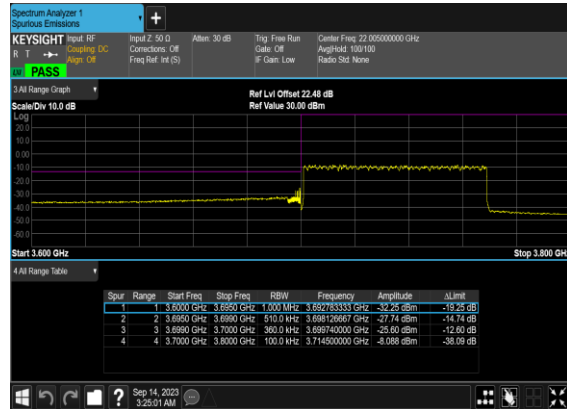 Spectrum Analyzer 1
Spurious Emissions
+
KEYSIGHT Input: RF Input Z: 50 Ω Atten: 30 dB Trig: Free Run Center Freq: 22.005000000 GHz
R T Coupling: DC Corrections: Off Gate: Off Avg|Hold: 100/100
Align: Off Freq Ref: Int (S) IF Gain: Low Radio Std: None
PASS
3 All Range Graph
Ref Lvl Offset 22.48 dB
Scale/Div 10.0 dB Ref Value 30.00 dBm
Log
20.0
10.0
0.00
-10.0
-20.0
-30.0
-40.0
-50.0
-60.0
Start 3.600 GHz Stop 3.800 GH
4 All Range Table
Spur Range Start Freq Stop Freq RBW Frequency Amplitude ΔLimit
1 1 3.6000 GHz 3.6950 GHz 1.000 MHz 3.692783333 GHz -32.25 dBm -19.25 dB
2 2 3.6950 GHz 3.6990 GHz 510.0 kHz 3.698126667 GHz -27.74 dBm -14.74 dB
3 3 3.6990 GHz 3.7000 GHz 360.0 kHz 3.699740000 GHz -25.60 dBm -12.60 dB
4 4 3.7000 GHz 3.8000 GHz 100.0 kHz 3.714500000 GHz -8.088 dBm -38.09 dB
? Sep 14, 2023
3:25:01 AM